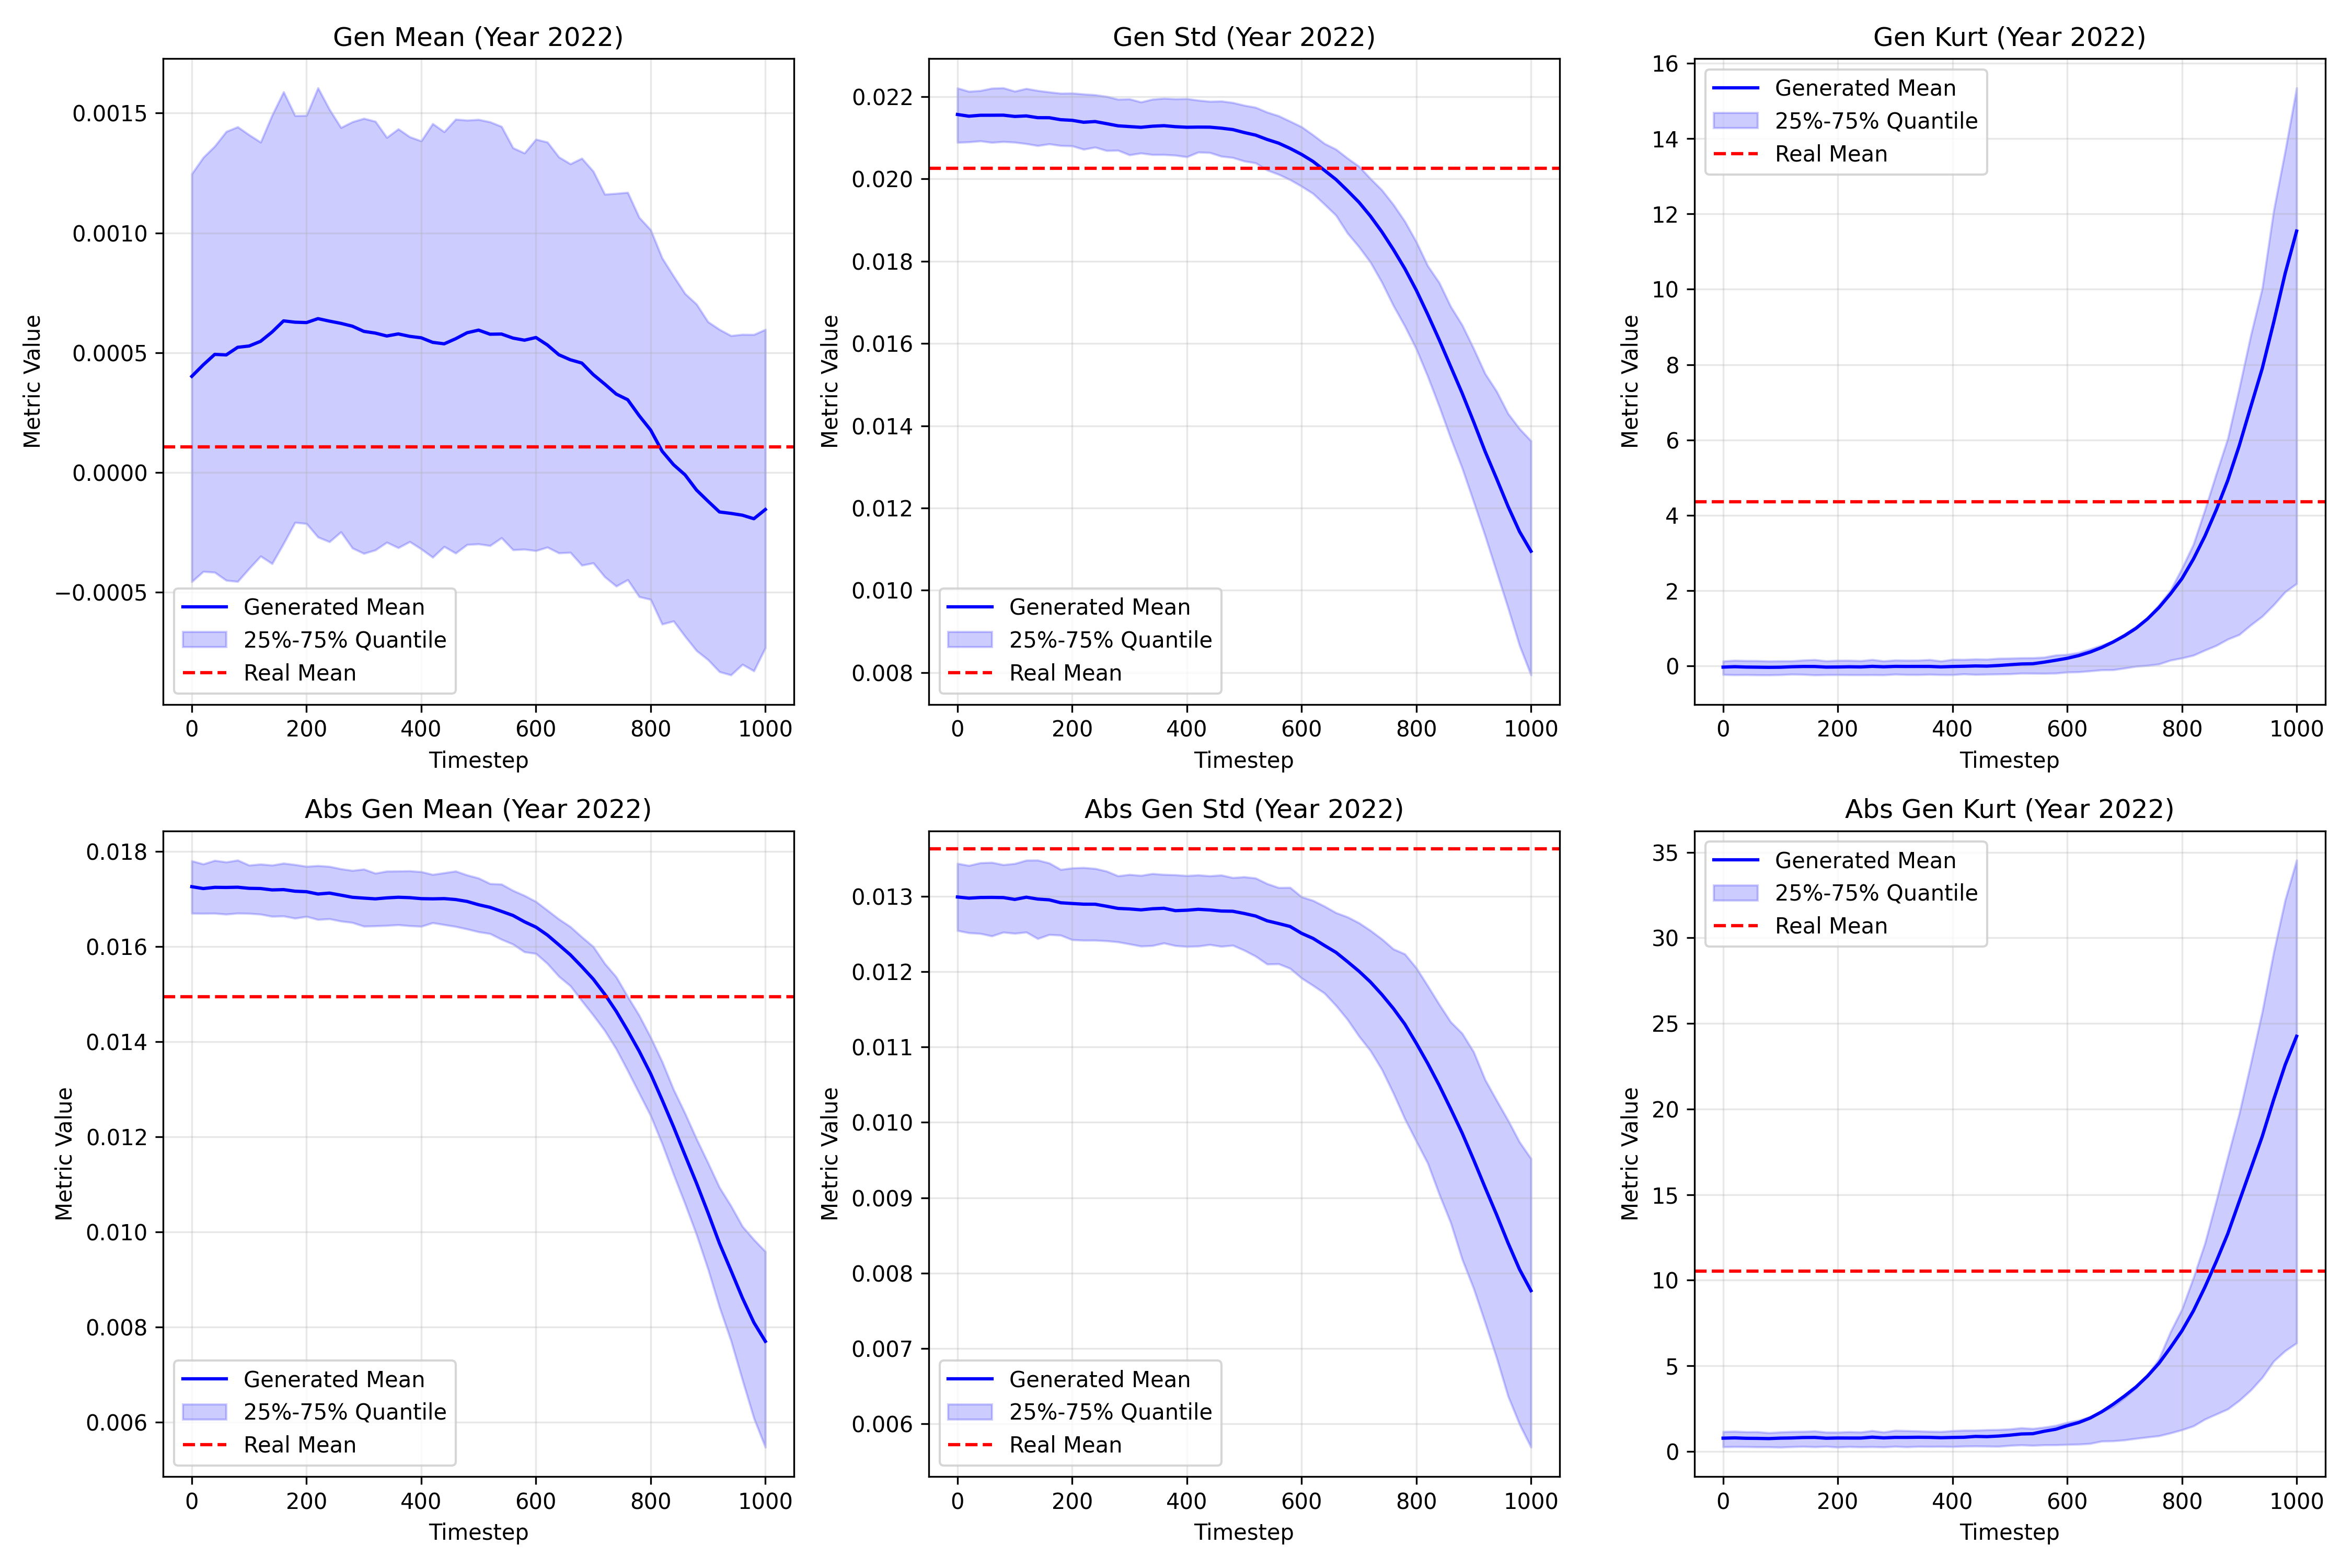 Gen Mean (Year 2022)
Metric Value
0.0015
0.0010
0.0005
0.0000
−0.0005
Generated Mean
25%-75% Quantile
Real Mean
0 200 400 600 800 1000
Timestep
Gen Std (Year 2022)
Metric Value
0.022
0.020
0.018
0.016
0.014
0.012
0.010
0.008
Generated Mean
25%-75% Quantile
Real Mean
0 200 400 600 800 1000
Timestep
Gen Kurt (Year 2022)
Metric Value
16
14
12
10
8
6
4
2
0
Generated Mean
25%-75% Quantile
Real Mean
0 200 400 600 800 1000
Timestep
Abs Gen Mean (Year 2022)
Metric Value
0.018
0.016
0.014
0.012
0.010
0.008
0.006
Generated Mean
25%-75% Quantile
Real Mean
0 200 400 600 800 1000
Timestep
Abs Gen Std (Year 2022)
Metric Value
0.013
0.012
0.011
0.010
0.009
0.008
0.007
0.006
Generated Mean
25%-75% Quantile
Real Mean
0 200 400 600 800 1000
Timestep
Abs Gen Kurt (Year 2022)
Metric Value
35
30
25
20
15
10
5
0
Generated Mean
25%-75% Quantile
Real Mean
0 200 400 600 800 1000
Timestep